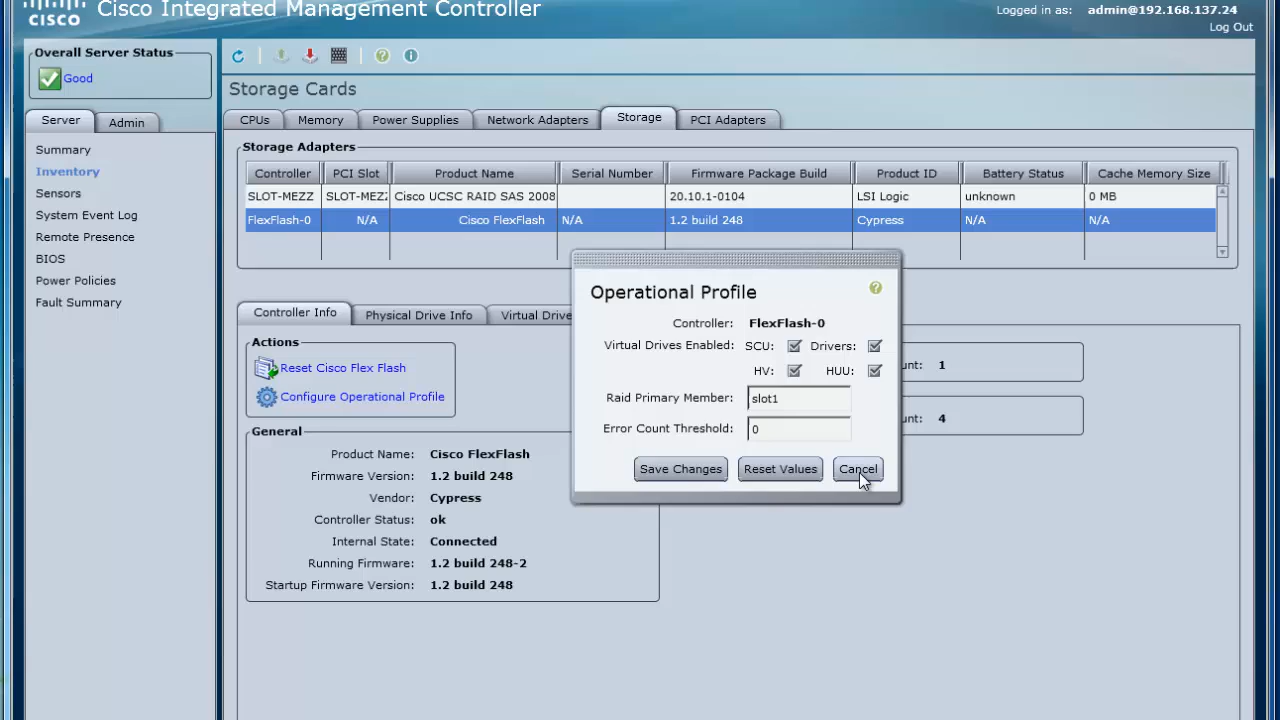 Cisco Integrated Management Controller
CISCO
Logged in as: admin@192.168.137.24
Log Out
Overall Server Status
Good
Server Admin
Summary
Inventory
Sensors
System Event Log
Remote Presence
BIOS
Power Policies
Fault Summary
Storage Cards
CPUs Memory Power Supplies Network Adapters Storage PCI Adapters
Storage Adapters
Controller PCI Slot Product Name Serial Number Firmware Package Build Product ID Battery Status Cache Memory Size
SLOT-MEZZ SLOT-MEZZ Cisco UCSC RAID SAS 2008 20.10.1-0104 LSI Logic unknown 0 MB
FlexFlash-0 N/A Cisco FlexFlash N/A 1.2 build 248 Cypress N/A N/A
Controller Info Physical Drive Info Virtual Drive
Actions
Reset Cisco Flex Flash
Configure Operational Profile
General
Product Name: Cisco FlexFlash
Firmware Version: 1.2 build 248
Vendor: Cypress
Controller Status: ok
Internal State: Connected
Running Firmware: 1.2 build 248-2
Startup Firmware Version: 1.2 build 248
unt: 1
unt: 4
Operational Profile
Controller: FlexFlash-0
Virtual Drives Enabled: SCU: Drivers:
HV: HUU:
Raid Primary Member: slot1
Error Count Threshold: 0
Save Changes Reset Values Cancel